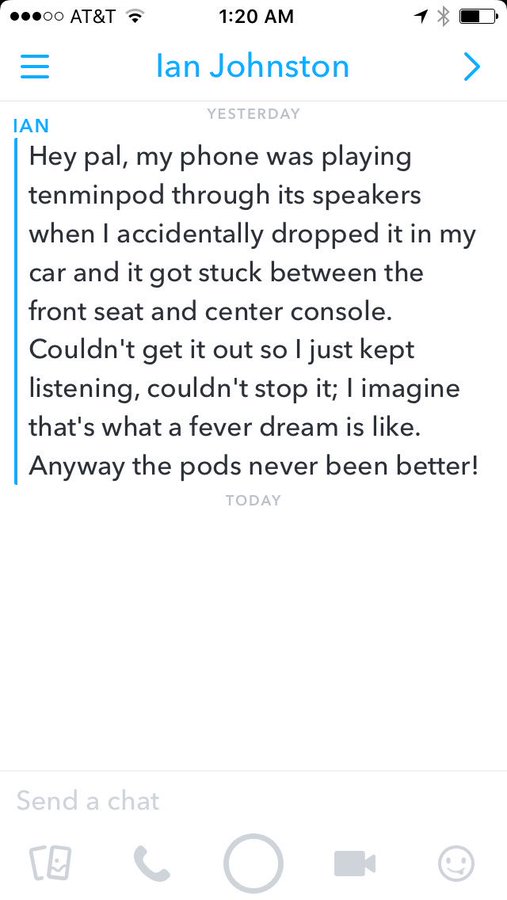 AT&T 1:20 AM
Ian Johnston
YESTERDAY
IAN
Hey pal, my phone was playing
tenminpod through its speakers
when I accidentally dropped it in my
car and it got stuck between the
front seat and center console.
Couldn't get it out so I just kept
listening, couldn't stop it; I imagine
that's what a fever dream is like.
Anyway the pods never been better!
TODAY
Send a chat